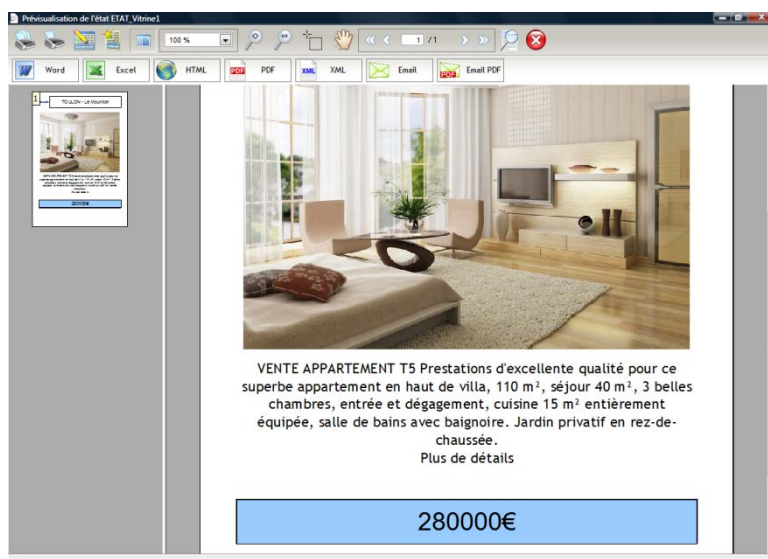 Prévisualisation de l'état ETAT_Vitrine1
100 %
1 /1
Word Excel HTML PDF XML Email Email PDF
1
TOULON - Le Mourillon
280000€
VENTE APPARTEMENT T5 Prestations d'excellente qualité pour ce
superbe appartement en haut de villa, 110 m², séjour 40 m², 3 belles
chambres, entrée et dégagement, cuisine 15 m² entièrement
équipée, salle de bains avec baignoire. Jardin privatif en rez-de-
chaussée.
Plus de détails
280000€